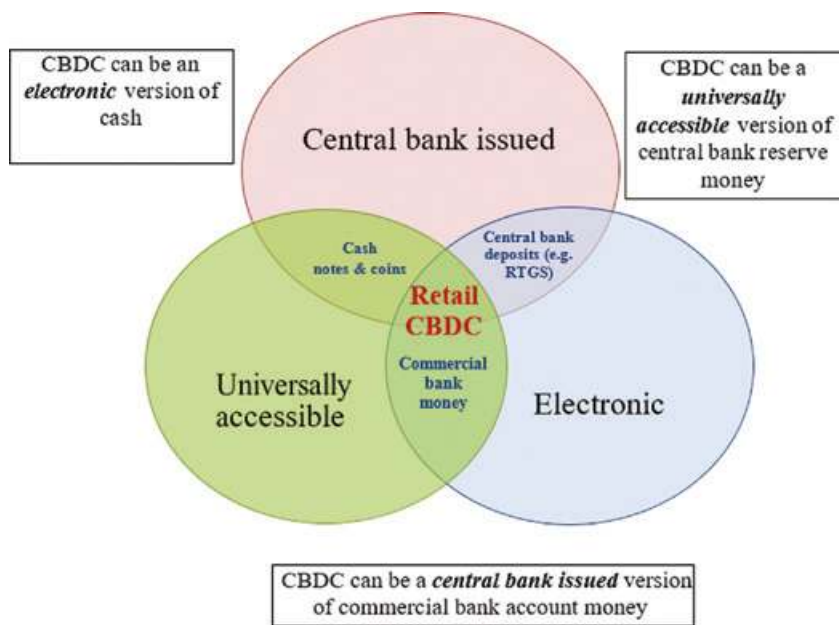 CBDC can be an
electronic version of
cash
CBDC can be a
universally
accessible version of
central bank reserve
money
Central bank issued
Cash
notes & coins
Central bank
deposits (e.g.
RTGS)
Retail
CBDC
Commercial
bank
money
Universally
accessible
Electronic
CBDC can be a central bank issued version
of commercial bank account money